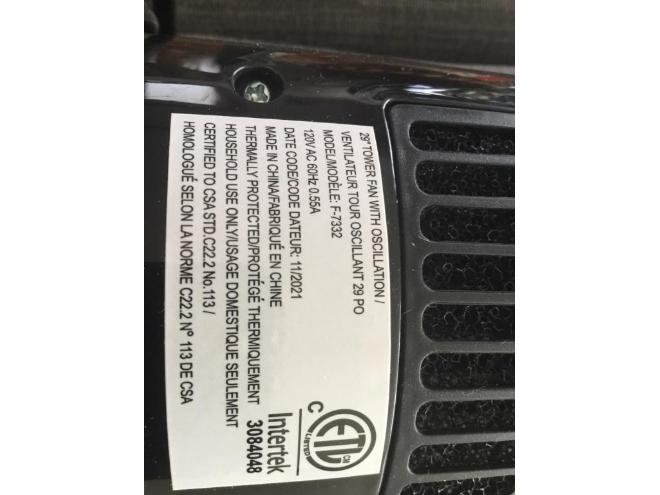 29" TOWER FAN WITH OSCILLATION /
VENTILATEUR TOUR OSCILLANT 29 PO
MODEL/MODÈLE: F-7332
120V AC 60Hz 0.55A
DATE CODE/CODE DATEUR: 11/2021
MADE IN CHINA/FABRIQUÉ EN CHINE
THERMALLY PROTECTED/PROTÉGÉ THERMIQUEMENT
HOUSEHOLD USE ONLY/USAGE DOMESTIQUE SEULEMENT
CERTIFIED TO CSA STD.C22.2 No.113 /
HOMOLOGUÉ SELON LA NORME C22.2 N° 113 DE CSA
C
ETL
CM
LISTED
Intertek
3084048